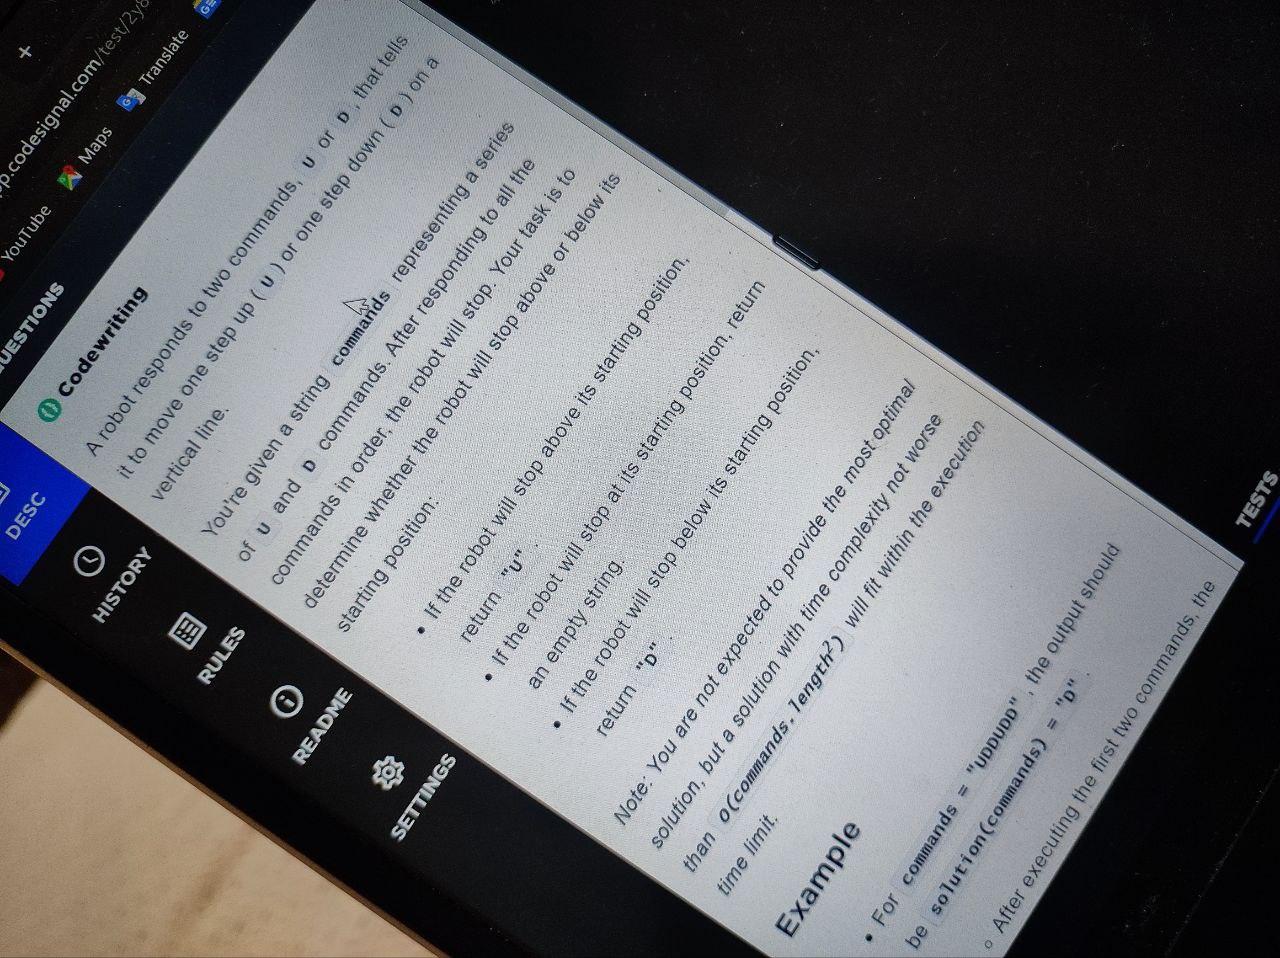 +
pp.codesignal.com/test/2y8
YouTube
Maps
Translate
UESTIONS
DESC
HISTORY
RULES
README
SETTINGS
Codewriting
A robot responds to two commands, U or D, that tells
it to move one step up (U) or one step down (D) on a
vertical line.
You're given a string commands representing a series
of U and D commands. After responding to all the
commands in order, the robot will stop. Your task is to
determine whether the robot will stop above or below its
starting position:
• If the robot will stop above its starting position,
return "U".
• If the robot will stop at its starting position, return
an empty string.
• If the robot will stop below its starting position,
return "D".
Note: You are not expected to provide the most optimal
solution, but a solution with time complexity not worse
than O(commands.length²) will fit within the execution
time limit.
Example
• For commands = "UDDUDD", the output should
be solution(commands) = "D".
○ After executing the first two commands, the
TESTS